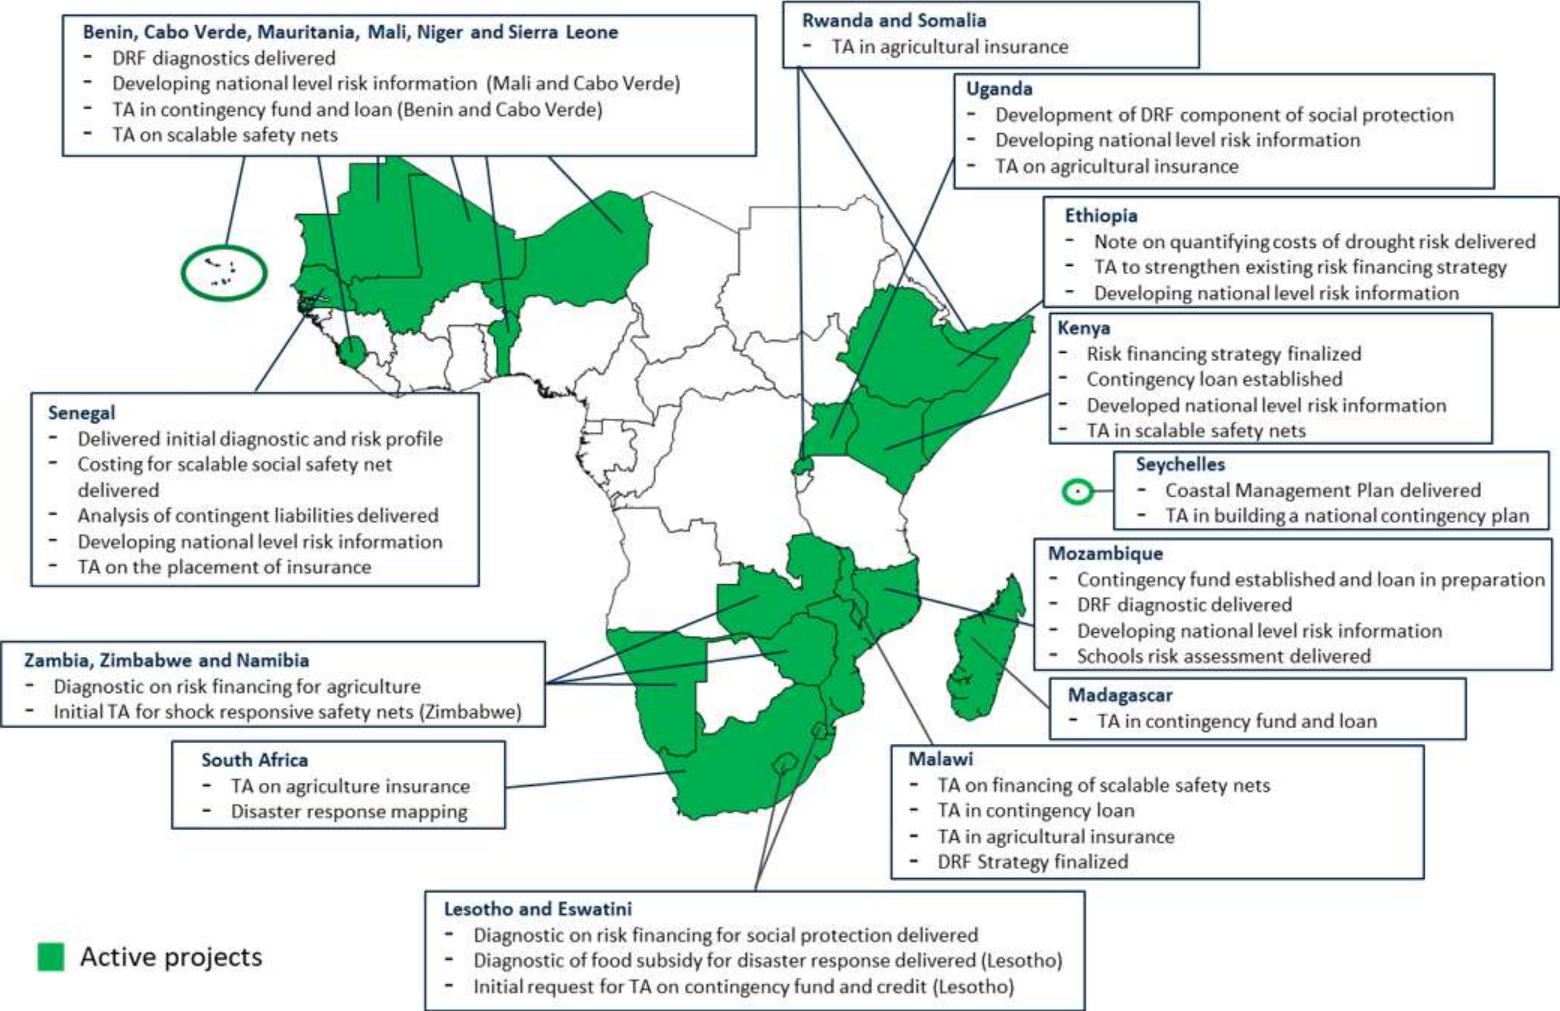 Benin, Cabo Verde, Mauritania, Mali, Niger and Sierra Leone
- DRF diagnostics delivered
- Developing national level risk information (Mali and Cabo Verde)
- TA in contingency fund and loan (Benin and Cabo Verde)
- TA on scalable safety nets
Rwanda and Somalia
- TA in agricultural insurance
Uganda
- Development of DRF component of social protection
- Developing national level risk information
- TA on agricultural insurance
Ethiopia
- Note on quantifying costs of drought risk delivered
- TA to strengthen existing risk financing strategy
- Developing national level risk information
Kenya
- Risk financing strategy finalized
- Contingency loan established
- Developed national level risk information
- TA in scalable safety nets
Senegal
- Delivered initial diagnostic and risk profile
- Costing for scalable social safety net
delivered
- Analysis of contingent liabilities delivered
- Developing national level risk information
- TA on the placement of insurance
Seychelles
- Coastal Management Plan delivered
- TA in building a national contingency plan
Mozambique
- Contingency fund established and loan in preparation
- DRF diagnostic delivered
- Developing national level risk information
- Schools risk assessment delivered
Zambia, Zimbabwe and Namibia
- Diagnostic on risk financing for agriculture
- Initial TA for shock responsive safety nets (Zimbabwe)
Madagascar
- TA in contingency fund and loan
South Africa
- TA on agriculture insurance
- Disaster response mapping
Malawi
- TA on financing of scalable safety nets
- TA in contingency loan
- TA in agricultural insurance
- DRF Strategy finalized
Lesotho and Eswatini
- Diagnostic on risk financing for social protection delivered
- Diagnostic of food subsidy for disaster response delivered (Lesotho)
- Initial request for TA on contingency fund and credit (Lesotho)
Active projects